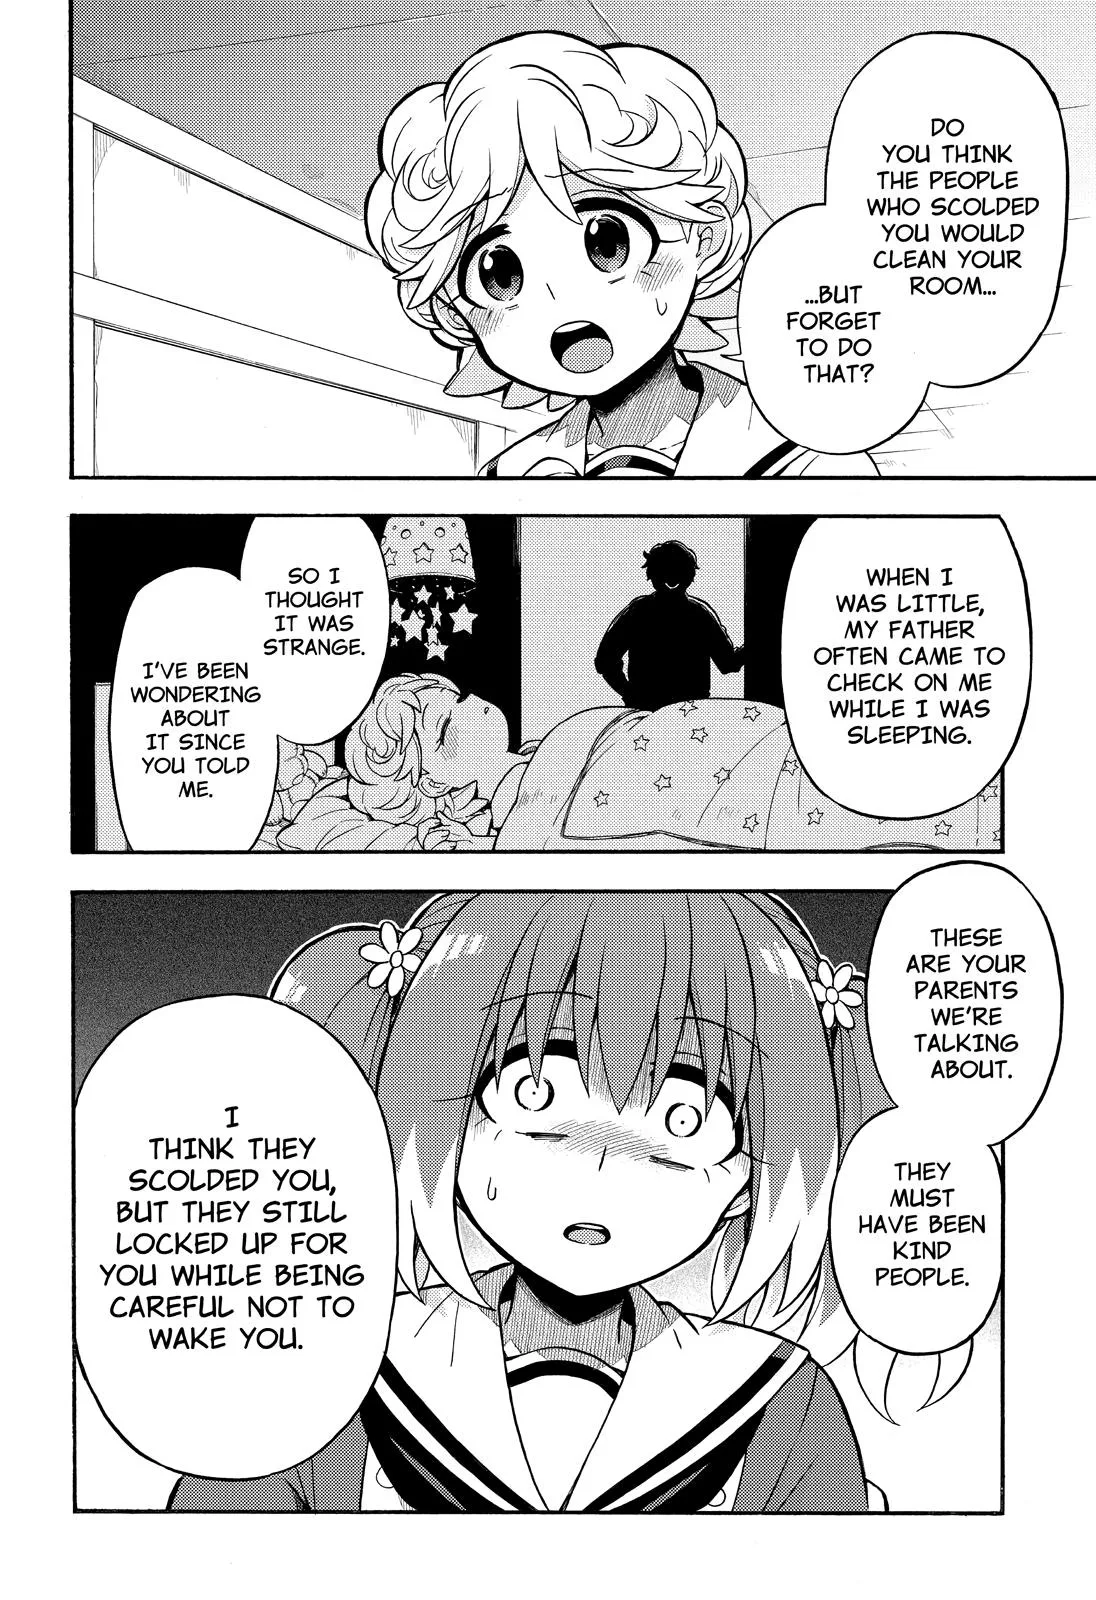 DO
YOU THINK
THE PEOPLE
WHO SCOLDED
YOU WOULD
CLEAN YOUR
ROOM...
...BUT
FORGET
TO DO
THAT?
WHEN I
WAS LITTLE,
MY FATHER
OFTEN CAME TO
CHECK ON ME
WHILE I WAS
SLEEPING.
SO I
THOUGHT
IT WAS
STRANGE.
I'VE BEEN
WONDERING
ABOUT
IT SINCE
YOU TOLD
ME.
THESE
ARE YOUR
PARENTS
WE'RE
TALKING
ABOUT.
THEY
MUST
HAVE BEEN
KIND
PEOPLE.
I
THINK THEY
SCOLDED YOU,
BUT THEY STILL
LOCKED UP FOR
YOU WHILE BEING
CAREFUL NOT TO
WAKE YOU.